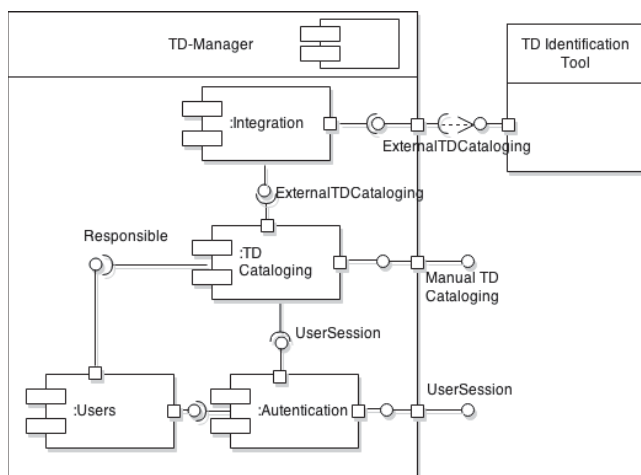 TD-Manager
TD Identification
Tool
:Integration
ExternalTDCataloging
ExternalTDCataloging
Responsible
:TD
Cataloging
Manual TD
Cataloging
UserSession
UserSession
:Users
:Autentication